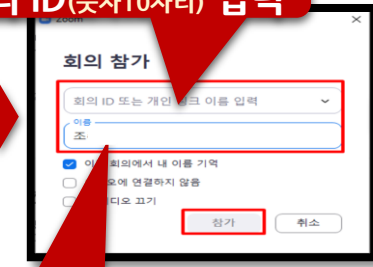 의 ID(숫자10자리) 입력
Zoom
회의 참가
회의 ID 또는 개인 링크 이름 입력
이름
조
회의에서 내 이름 기억
연결하지 않음
끄기
참가 취소